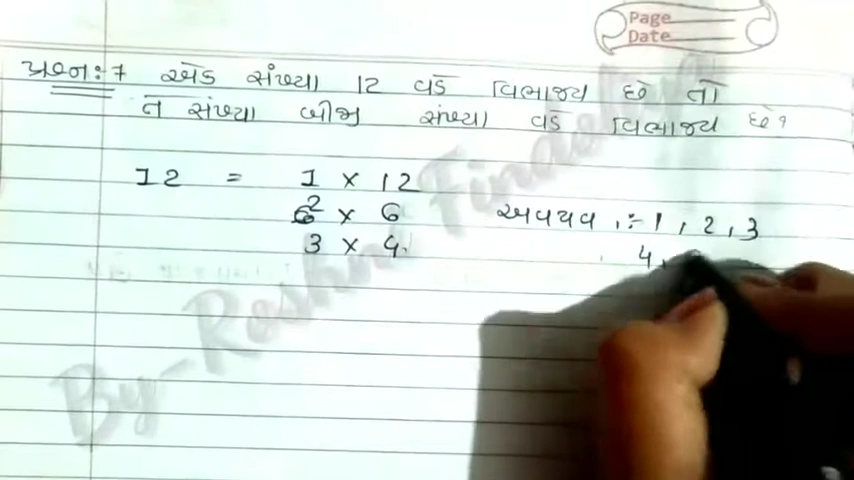 Page
Date
પ્રશ્ન:-7 એક સંખ્યા 12 વડે વિભાજ્ય છે તો
તે સંખ્યા બીજી સંખ્યા વડે વિભાજ્ય છે?
12 = 1 x 12
2 x 6 અવયવ :- 1, 2, 3
3 x 4. 4,
By-Roshni Findoliya